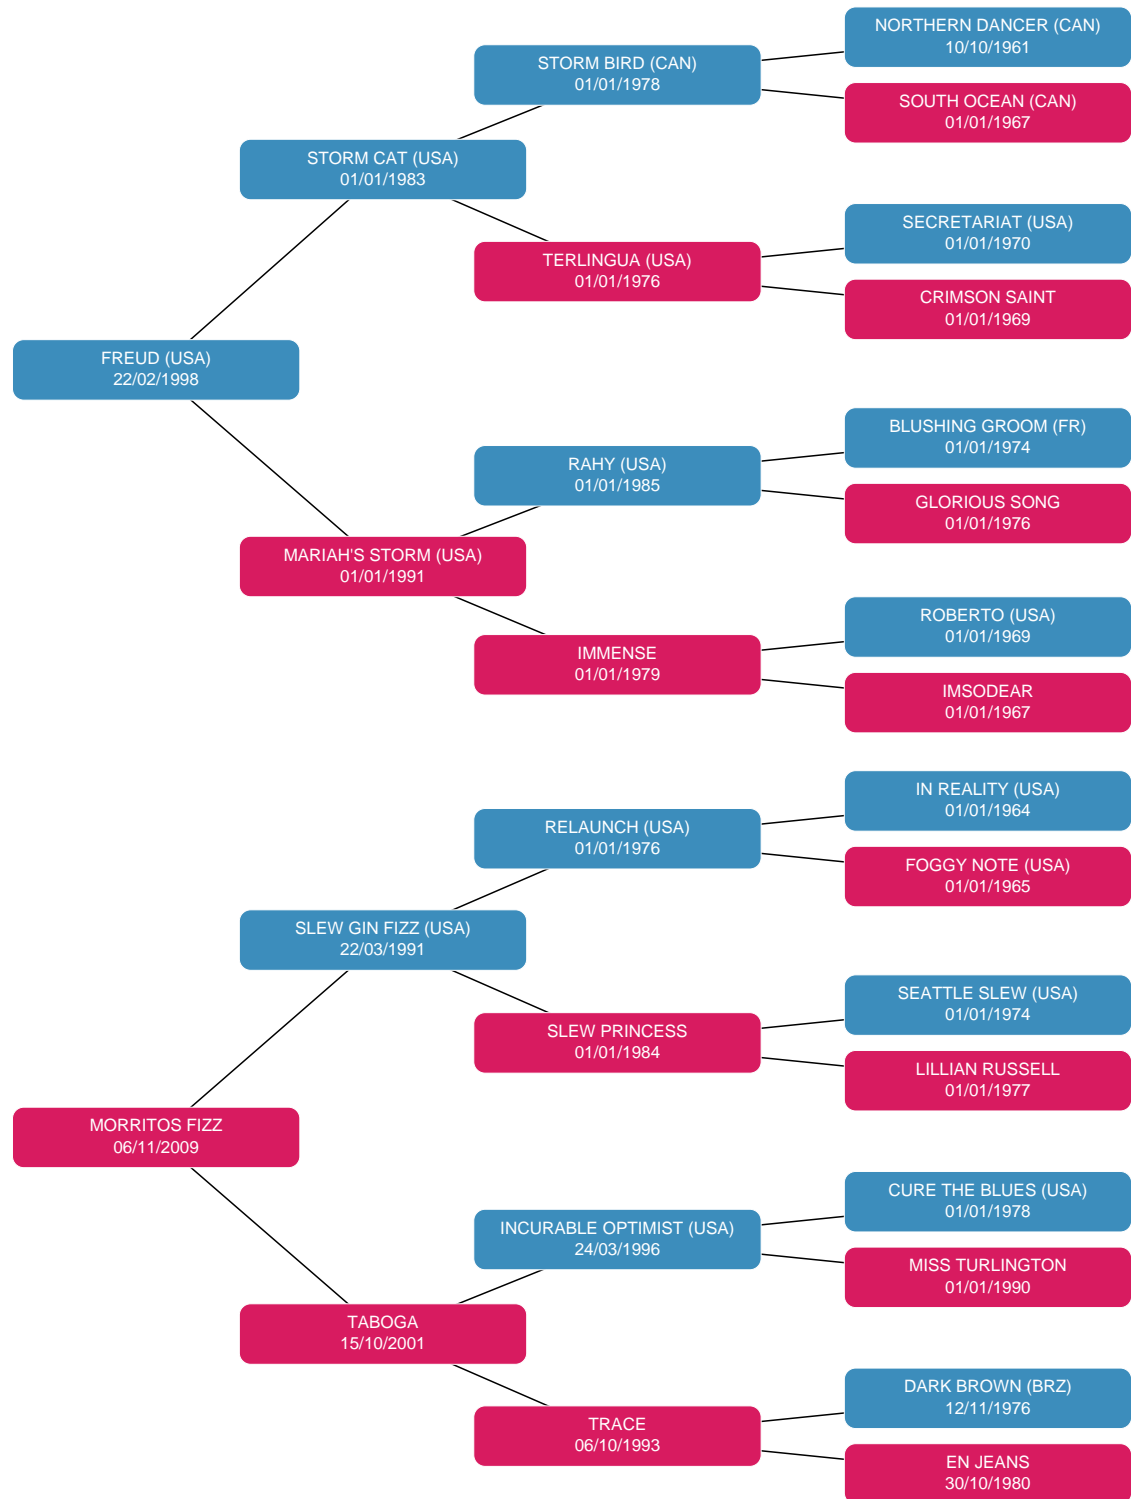 NORTHERN DANCER (CAN)
10/10/1961
STORM BIRD (CAN)
01/01/1978
SOUTH OCEAN (CAN)
01/01/1967
STORM CAT (USA)
01/01/1983
SECRETARIAT (USA)
01/01/1970
TERLINGUA (USA)
01/01/1976
CRIMSON SAINT
01/01/1969
FREUD (USA)
22/02/1998
BLUSHING GROOM (FR)
01/01/1974
RAHY (USA)
01/01/1985
GLORIOUS SONG
01/01/1976
MARIAH'S STORM (USA)
01/01/1991
ROBERTO (USA)
01/01/1969
IMMENSE
01/01/1979
IMSODEAR
01/01/1967
IN REALITY (USA)
01/01/1964
RELAUNCH (USA)
01/01/1976
FOGGY NOTE (USA)
01/01/1965
SLEW GIN FIZZ (USA)
22/03/1991
SEATTLE SLEW (USA)
01/01/1974
SLEW PRINCESS
01/01/1984
LILLIAN RUSSELL
01/01/1977
MORRITOS FIZZ
06/11/2009
CURE THE BLUES (USA)
01/01/1978
INCURABLE OPTIMIST (USA)
24/03/1996
MISS TURLINGTON
01/01/1990
TABOGA
15/10/2001
DARK BROWN (BRZ)
12/11/1976
TRACE
06/10/1993
EN JEANS
30/10/1980